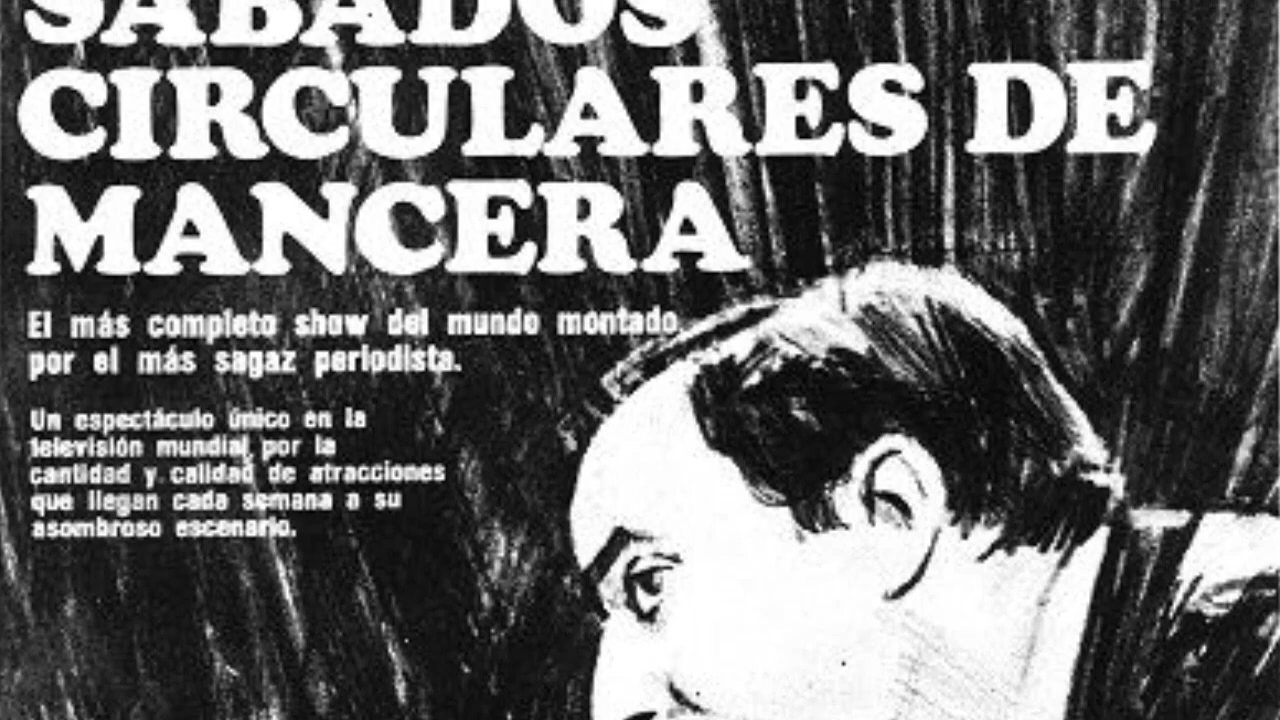 SABADOS
CIRCULARES DE
MANCERA
El más completo show del mundo montado
por el más sagaz periodista.
Un espectáculo único en la
televisión mundial por la
cantidad y calidad de atracciones
que llegan cada semana a su
asombroso escenario.